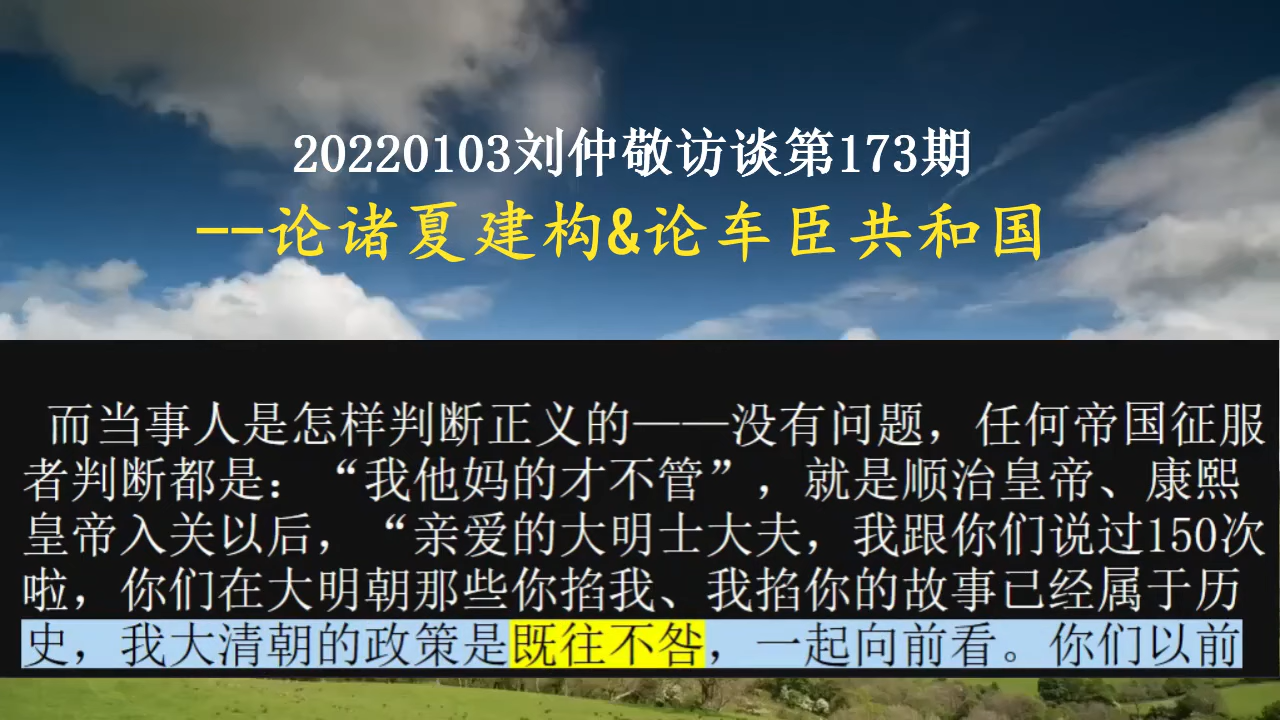 20220103刘仲敬访谈第173期
--论诸夏建构&论车臣共和国
而当事人是怎样判断正义的——没有问题，任何帝国征服
者判断都是：“我他妈的才不管”，就是顺治皇帝、康熙
皇帝入关以后，“亲爱的大明士大夫，我跟你们说过150次
啦，你们在大明朝那些你掐我、我掐你的故事已经属于历
史，我大清朝的政策是既往不咎，一起向前看。你们以前